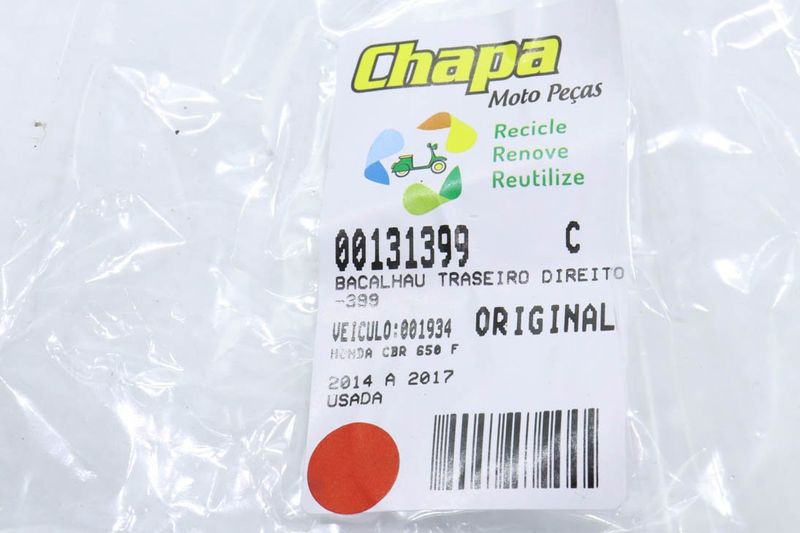 Chapa
Moto Peças
Recicle
Renove
Reutilize
00131399 C
BACALHAU TRASEIRO DIREITO
-399
VEICULO:001934 ORIGINAL
HONDA CBR 650 F
2014 A 2017
USADA